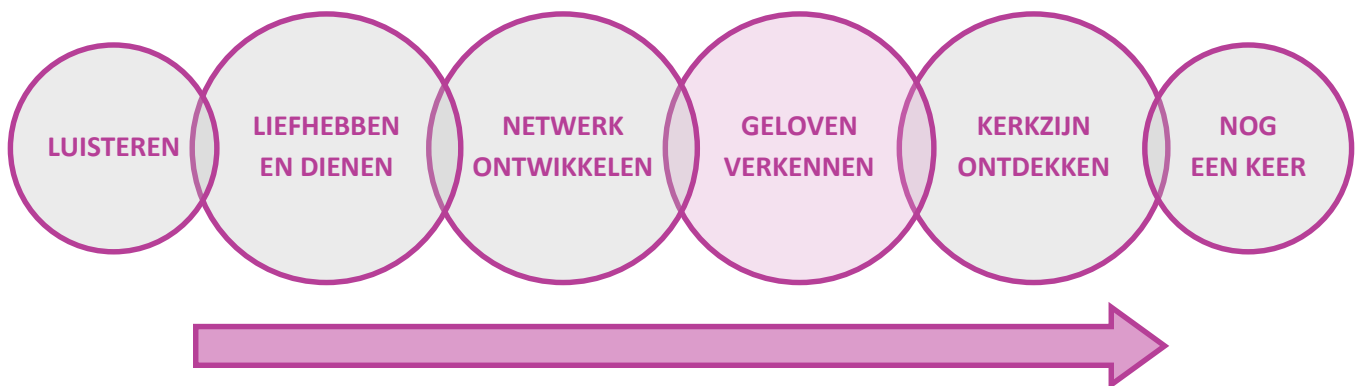 LUISTEREN
LIEFHEBBEN
EN DIENEN
NETWERK
ONTWIKKELEN
GELOVEN
VERKENNEN
KERKZIJN
ONTDEKKEN
NOG
EEN KEER